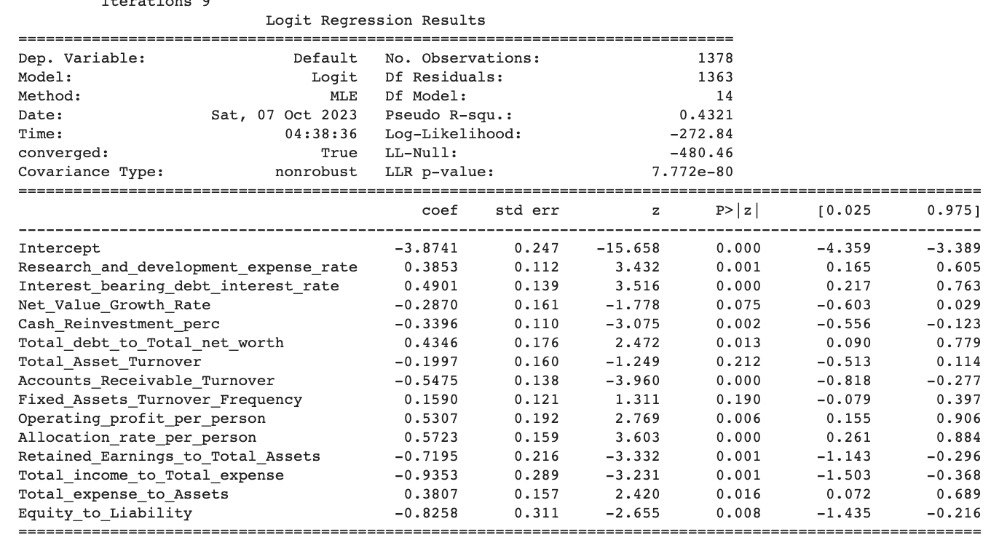 Iterations 9
Logit Regression Results
==============================================================================
Dep. Variable: Default No. Observations: 1378
Model: Logit Df Residuals: 1363
Method: MLE Df Model: 14
Date: Sat, 07 Oct 2023 Pseudo R-squ.: 0.4321
Time: 04:38:36 Log-Likelihood: -272.84
converged: True LL-Null: -480.46
Covariance Type: nonrobust LLR p-value: 7.772e-80
=========================================================================================================
coef std err z P>|z| [0.025 0.975]
---------------------------------------------------------------------------------------------------------
Intercept -3.8741 0.247 -15.658 0.000 -4.359 -3.389
Research_and_development_expense_rate 0.3853 0.112 3.432 0.001 0.165 0.605
Interest_bearing_debt_interest_rate 0.4901 0.139 3.516 0.000 0.217 0.763
Net_Value_Growth_Rate -0.2870 0.161 -1.778 0.075 -0.603 0.029
Cash_Reinvestment_perc -0.3396 0.110 -3.075 0.002 -0.556 -0.123
Total_debt_to_Total_net_worth 0.4346 0.176 2.472 0.013 0.090 0.779
Total_Asset_Turnover -0.1997 0.160 -1.249 0.212 -0.513 0.114
Accounts_Receivable_Turnover -0.5475 0.138 -3.960 0.000 -0.818 -0.277
Fixed_Assets_Turnover_Frequency 0.1590 0.121 1.311 0.190 -0.079 0.397
Operating_profit_per_person 0.5307 0.192 2.769 0.006 0.155 0.906
Allocation_rate_per_person 0.5723 0.159 3.603 0.000 0.261 0.884
Retained_Earnings_to_Total_Assets -0.7195 0.216 -3.332 0.001 -1.143 -0.296
Total_income_to_Total_expense -0.9353 0.289 -3.231 0.001 -1.503 -0.368
Total_expense_to_Assets 0.3807 0.157 2.420 0.016 0.072 0.689
Equity_to_Liability -0.8258 0.311 -2.655 0.008 -1.435 -0.216
=========================================================================================================